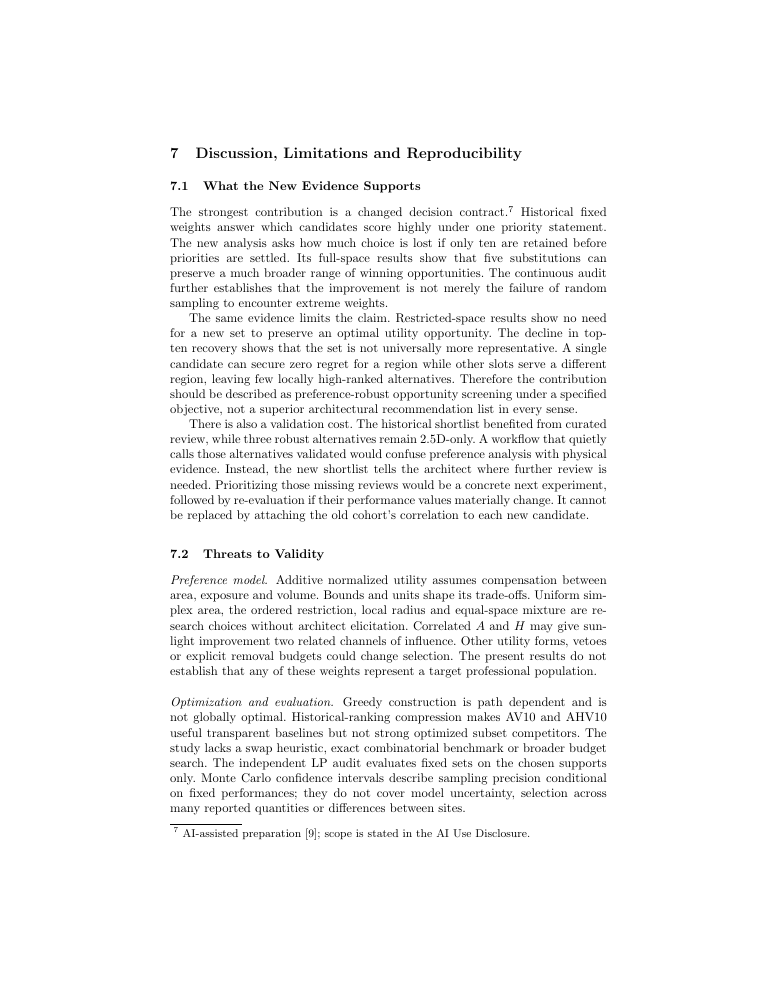 7 Discussion, Limitations and Reproducibility
7.1 What the New Evidence Supports
The strongest contribution is a changed decision contract.7 Historical fixed
weights answer which candidates score highly under one priority statement.
The new analysis asks how much choice is lost if only ten are retained before
priorities are settled. Its full-space results show that five substitutions can
preserve a much broader range of winning opportunities. The continuous audit
further establishes that the improvement is not merely the failure of random
sampling to encounter extreme weights.
The same evidence limits the claim. Restricted-space results show no need
for a new set to preserve an optimal utility opportunity. The decline in top-
ten recovery shows that the set is not universally more representative. A single
candidate can secure zero regret for a region while other slots serve a different
region, leaving few locally high-ranked alternatives. Therefore the contribution
should be described as preference-robust opportunity screening under a specified
objective, not a superior architectural recommendation list in every sense.
There is also a validation cost. The historical shortlist benefited from curated
review, while three robust alternatives remain 2.5D-only. A workflow that quietly
calls those alternatives validated would confuse preference analysis with physical
evidence. Instead, the new shortlist tells the architect where further review is
needed. Prioritizing those missing reviews would be a concrete next experiment,
followed by re-evaluation if their performance values materially change. It cannot
be replaced by attaching the old cohort's correlation to each new candidate.
7.2 Threats to Validity
Preference model. Additive normalized utility assumes compensation between
area, exposure and volume. Bounds and units shape its trade-offs. Uniform sim-
plex area, the ordered restriction, local radius and equal-space mixture are re-
search choices without architect elicitation. Correlated A and H may give sun-
light improvement two related channels of influence. Other utility forms, vetoes
or explicit removal budgets could change selection. The present results do not
establish that any of these weights represent a target professional population.
Optimization and evaluation. Greedy construction is path dependent and is
not globally optimal. Historical-ranking compression makes AV10 and AHV10
useful transparent baselines but not strong optimized subset competitors. The
study lacks a swap heuristic, exact combinatorial benchmark or broader budget
search. The independent LP audit evaluates fixed sets on the chosen supports
only. Monte Carlo confidence intervals describe sampling precision conditional
on fixed performances; they do not cover model uncertainty, selection across
many reported quantities or differences between sites.
7 AI-assisted preparation [9]; scope is stated in the AI Use Disclosure.